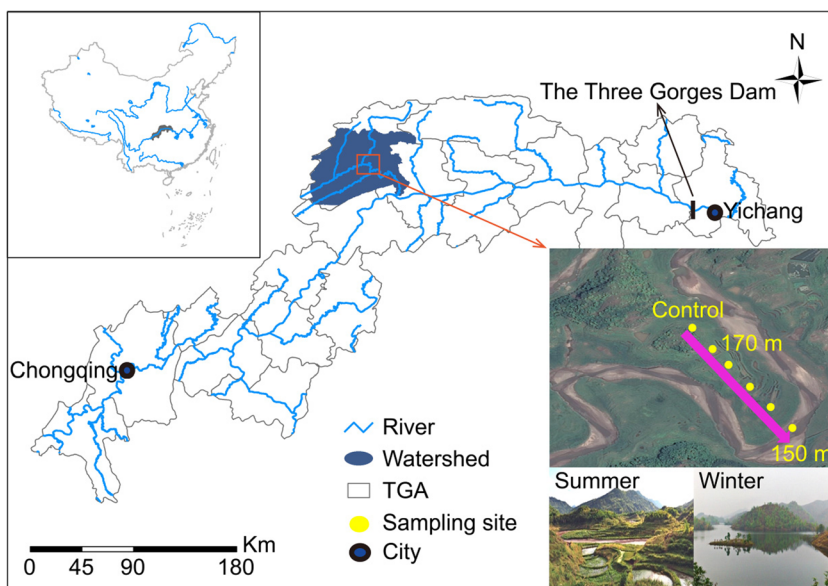 N
The Three Gorges Dam
Yichang
Control
170 m
150 m
Chongqing
River
Watershed
TGA
Sampling site
City
Km
0 45 90 180
Summer
Winter